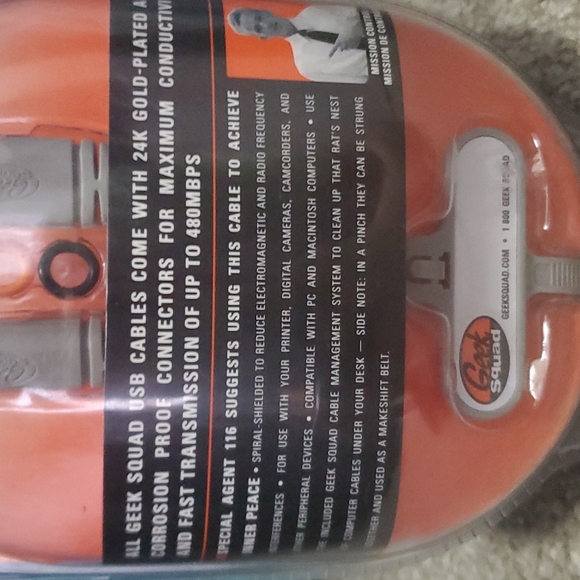 ALL GEEK SQUAD USB CABLES COME WITH 24K GOLD-PLATED
CORROSION PROOF CONNECTORS FOR MAXIMUM CONDUCTIVI
AND FAST TRANSMISSION OF UP TO 480MBPS
SPECIAL AGENT 116 SUGGESTS USING THIS CABLE TO ACHIEVE
INNER PEACE • SPIRAL-SHIELDED TO REDUCE ELECTROMAGNETIC AND RADIO FREQUENCY
INTERFERENCES • FOR USE WITH YOUR PRINTER, DIGITAL CAMERAS, CAMCORDERS, AND
OTHER PERIPHERAL DEVICES • COMPATIBLE WITH PC AND MACINTOSH COMPUTERS • USE
THE INCLUDED GEEK SQUAD CABLE MANAGEMENT SYSTEM TO CLEAN UP THAT RAT'S NEST
OF COMPUTER CABLES UNDER YOUR DESK — SIDE NOTE: IN A PINCH THEY CAN BE STRUNG
TOGETHER AND USED AS A MAKESHIFT BELT.
MISSION CONT
MISSION DE CONT
Geek
Squad
GEEKSQUAD.COM • 1 800 GEEK SQUAD